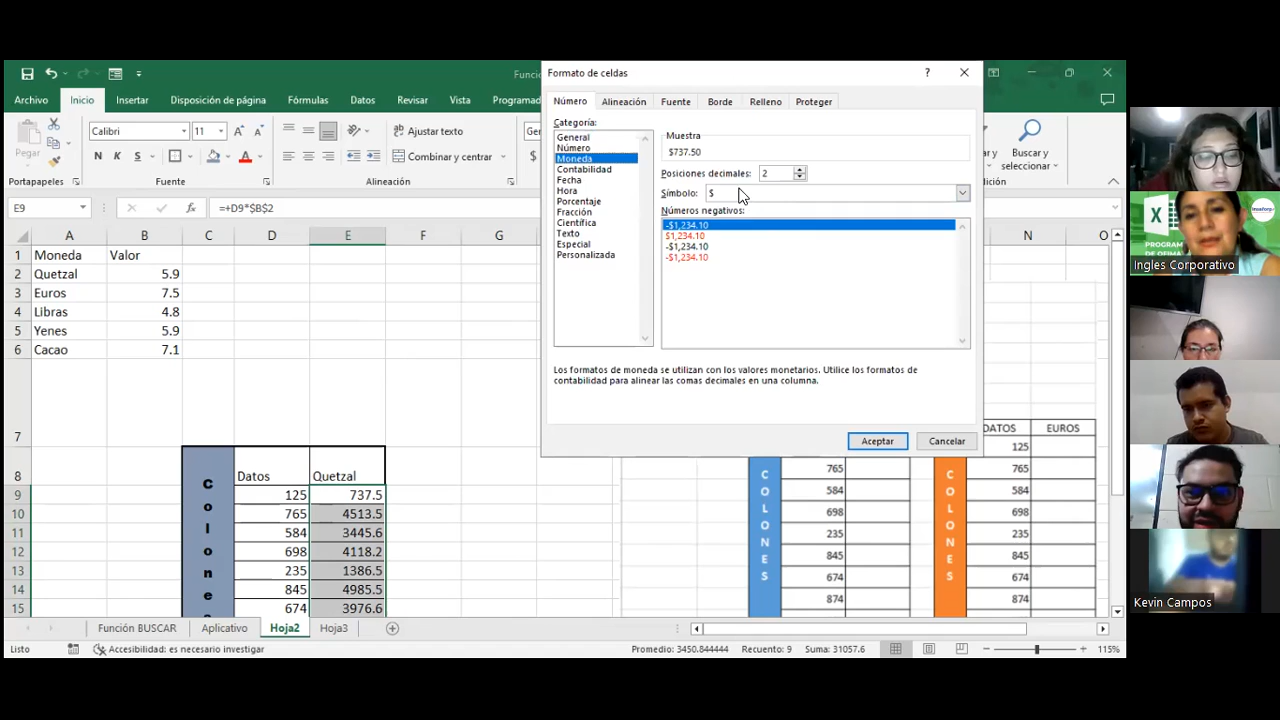 Funció
Formato de celdas
?
Archivo Inicio Insertar Disposición de página Fórmulas Datos Revisar Vista Programad
Número Alineación Fuente Borde Relleno Proteger
Categoría:
General
Número
Moneda
Contabilidad
Fecha
Hora
Porcentaje
Fracción
Científica
Texto
Especial
Personalizada
Muestra
$737.50
Posiciones decimales: 2
Símbolo: $
Números negativos:
-$1,234.10
$1,234.10
-$1,234.10
-$1,234.10
Los formatos de moneda se utilizan con los valores monetarios. Utilice los formatos de
contabilidad para alinear las comas decimales en una columna.
Aceptar Cancelar
Pegar
Calibri 11
N K S
Ajustar texto
Combinar y centrar
Ger
$
Buscar y
seleccionar
Portapapeles Fuente Alineación Edición
E9 fx =+D9*$B$2
A B C D E F G N O
1 Moneda Valor
2 Quetzal 5.9
3 Euros 7.5
4 Libras 4.8
5 Yenes 5.9
6 Cacao 7.1
7
8 Datos Quetzal
9 125 737.5
10 765 4513.5
11 584 3445.6
12 698 4118.2
13 235 1386.5
14 845 4985.5
15 674 3976.6
C
o
l
o
n
e
765
584
698
235
845
674
874
C
O
L
O
N
E
S
DATOS EUROS
125
765
584
698
235
845
674
874
C
O
L
O
N
E
S
Función BUSCAR Aplicativo Hoja2 Hoja3
Listo Accesibilidad: es necesario investigar Promedio: 3450.844444 Recuento: 9 Suma: 31057.6 115%
PROGRAM
DE OFIMA
Ingles Corporativo
Kevin Campos